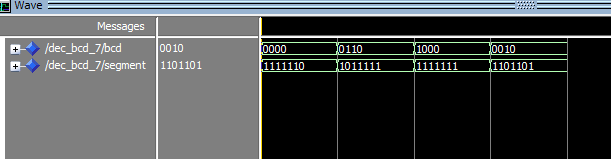 Wave
Messages
/dec_bcd_7/bcd 0010 0000 0110 1000 0010
/dec_bcd_7/segment 1101101 1111110 1011111 1111111 1101101